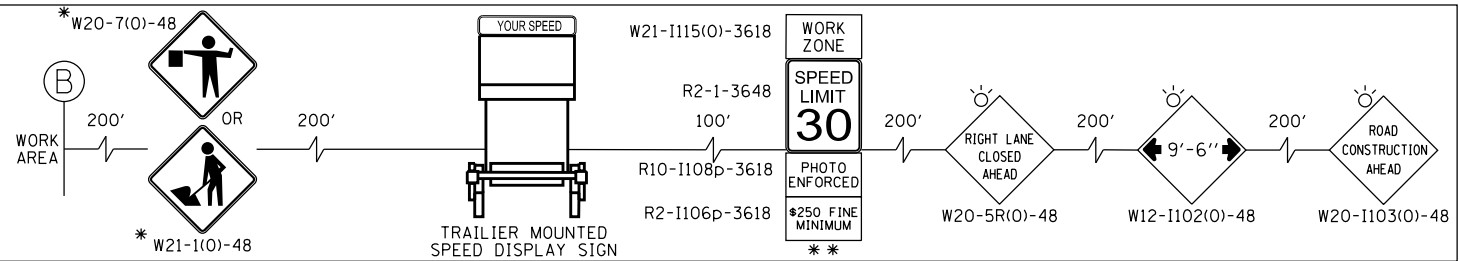 * W20-7(O)-48
B
WORK
AREA
200'
OR
* W21-1(O)-48
200'
YOUR SPEED
TRAILIER MOUNTED
SPEED DISPLAY SIGN
100'
W21-I115(O)-3618
WORK
ZONE
R2-1-3648
SPEED
LIMIT
30
R10-I108p-3618
PHOTO
ENFORCED
R2-I106p-3618
$250 FINE
MINIMUM
* *
200'
RIGHT LANE
CLOSED
AHEAD
W20-5R(O)-48
200'
9'-6''
W12-I102(O)-48
200'
ROAD
CONSTRUCTION
AHEAD
W20-I103(O)-48